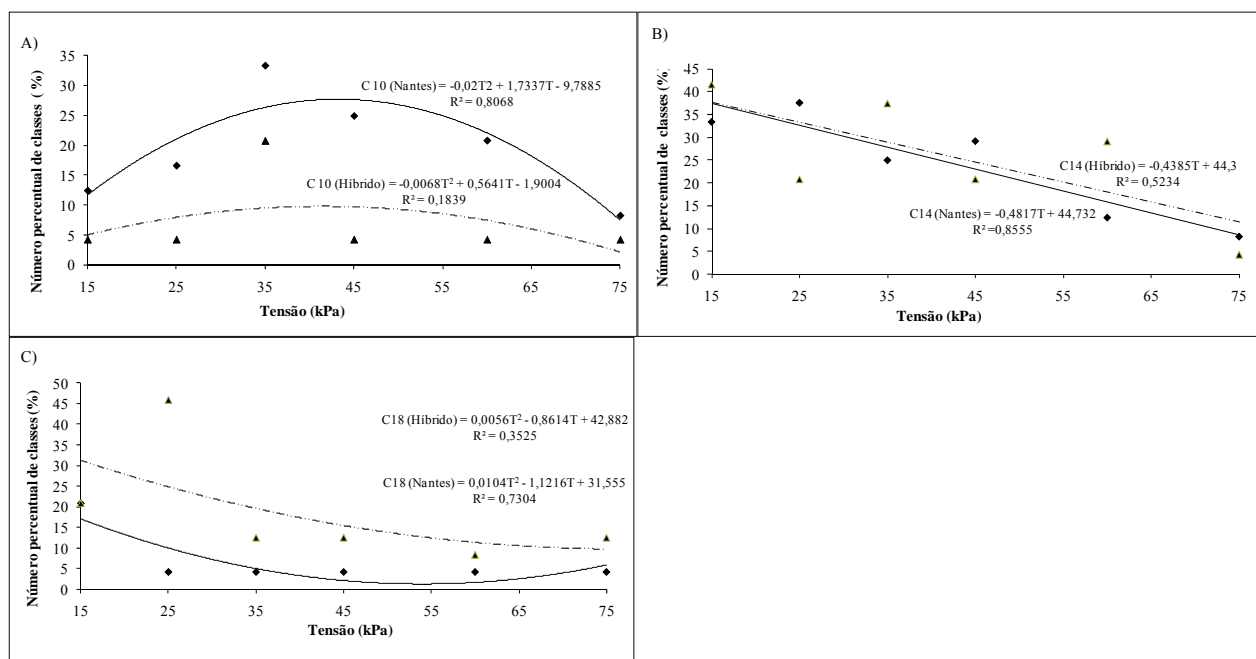 A)
Número percentual de classes ( %)
35
30
25
20
15
10
5
0
C 10 (Nantes) = -0,02T2 + 1,7337T - 9,7885
R² = 0,8068
C 10 (Híbrido) = -0,0068T² + 0,5641T - 1,9004
R² = 0,1839
15 25 35 45 55 65 75
Tensão (kPa)
B)
Número percentual de classes (%)
45
40
35
30
25
20
15
10
5
0
C14 (Híbrido) = -0,4385T + 44,3
R² = 0,5234
C14 (Nantes) = -0,4817T + 44,732
R² =0,8555
15 25 35 45 55 65 75
Tensão (kPa)
C)
Número percentual de classes (%)
50
45
40
35
30
25
20
15
10
5
0
C18 (Híbrido) = 0,0056T² - 0,8614T + 42,882
R² = 0,3525
C18 (Nantes) = 0,0104T² - 1,1216T + 31,555
R² = 0,7304
15 25 35 45 55 65 75
Tensão (kPa)